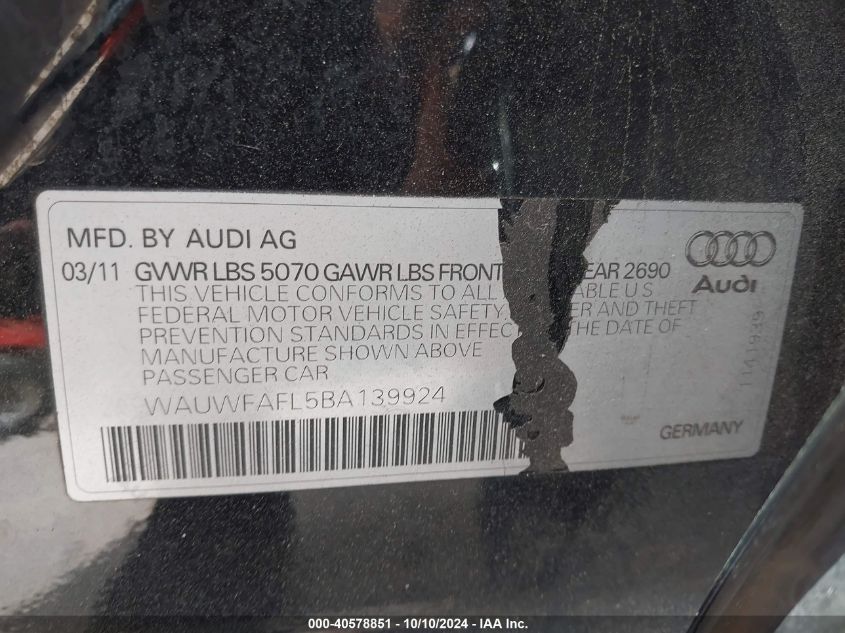 MFD. BY AUDI AG
03/11 GVWR LBS 5070 GAWR LBS FRONT EAR 2690
THIS VEHICLE CONFORMS TO ALL ABLE U S
FEDERAL MOTOR VEHICLE SAFETY, ER AND THEFT
PREVENTION STANDARDS IN EFFEC THE DATE OF
MANUFACTURE SHOWN ABOVE
PASSENGER CAR
WAUWFAFL5BA139924
Audi
1141939
GERMANY
000-40578851 - 10/10/2024 - IAA Inc.